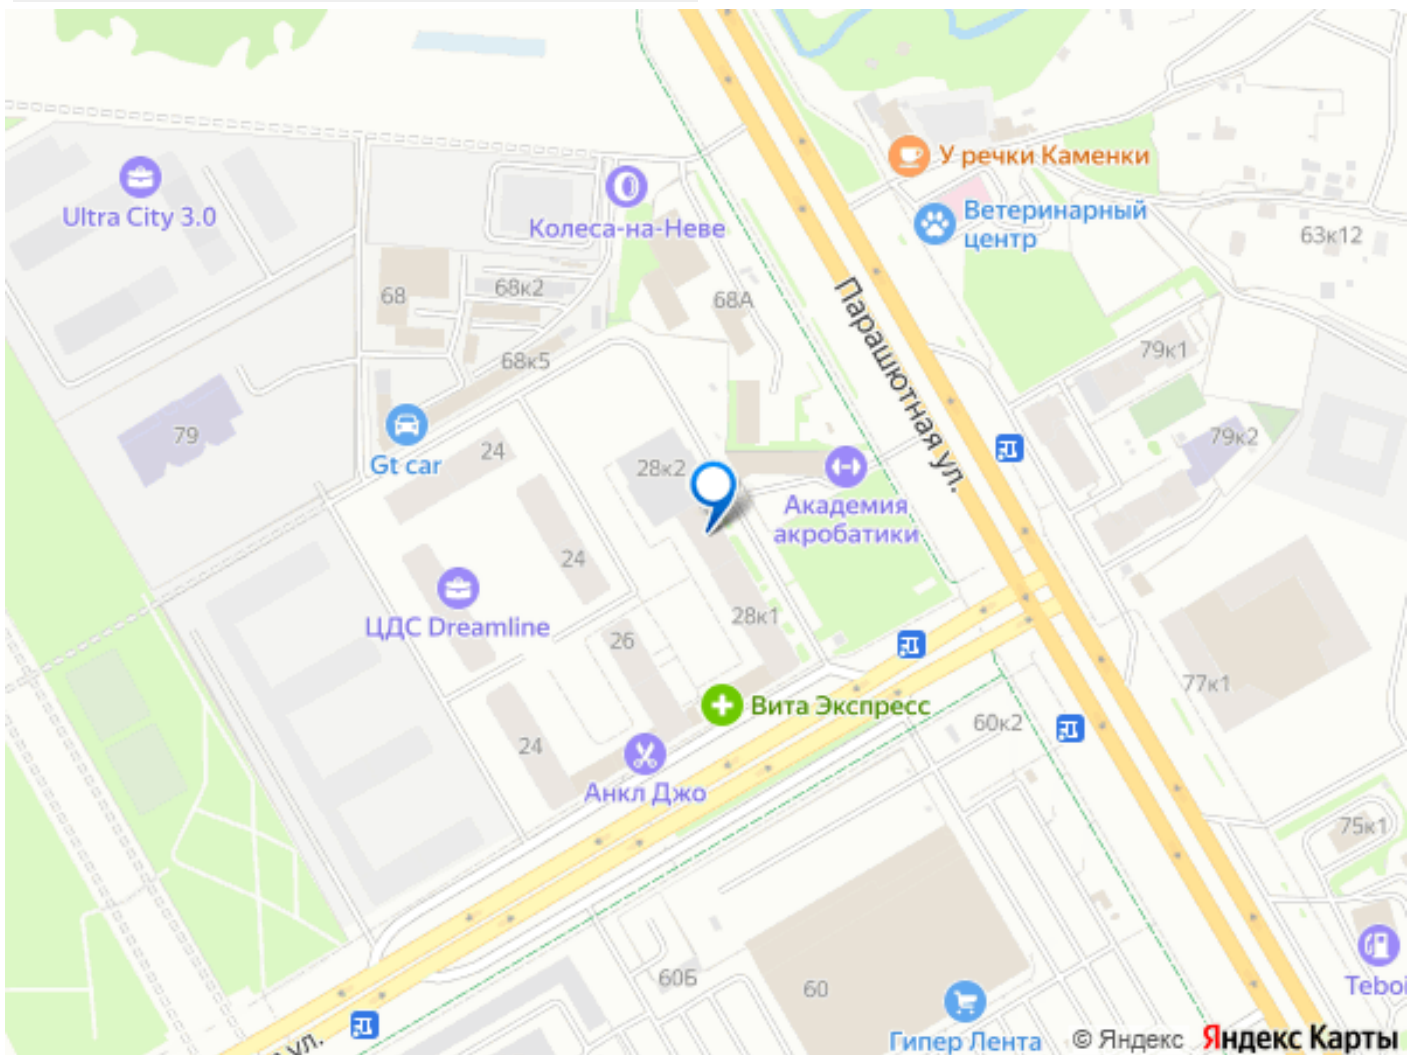 У речки Каменки
Ultra City 3.0
Колеса-на-Неве
Ветеринарный
центр
63к12
68
68к2
68А
Парашютная ул.
79к1
68к5
79
Gt car
24
28к2
79к2
Академия
акробатики
24
ЦДС Dreamline
28к1
26
77к1
Вита Экспресс
60к2
24
Анкл Джо
75к1
60Б
60
Teboi
Гипер Лента
ул.
© Яндекс Яндекс Карты